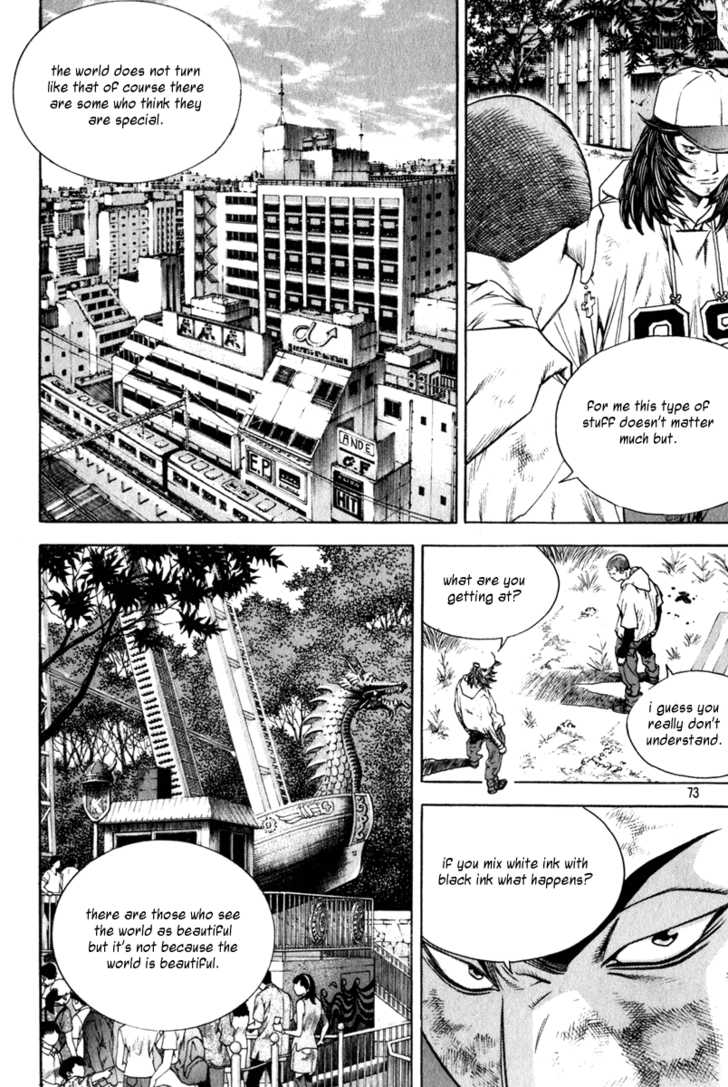 for me this type of
stuff doesn't matter
much but.
the world does not turn
like that of course there
are some who think they
are special.
AAA
ANDE
G.F
E.P
HIT
i guess you
really don't
understand.
what are you
getting at?
73
if you mix white ink with
black ink what happens?
there are those who see
the world as beautiful
but it's not because the
world is beautiful.